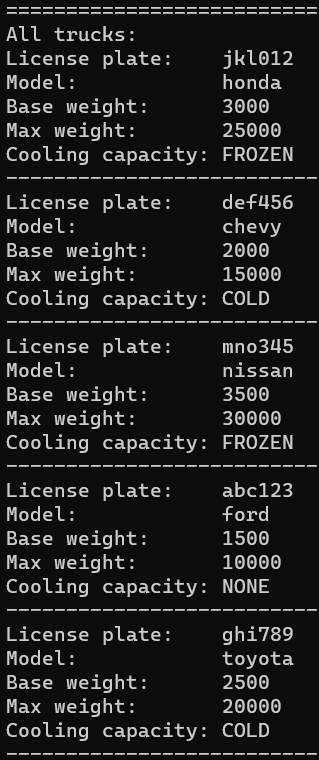 ==========================
All trucks:
License plate:    jkl012
Model:            honda
Base weight:      3000
Max weight:       25000
Cooling capacity: FROZEN
--------------------------
License plate:    def456
Model:            chevy
Base weight:      2000
Max weight:       15000
Cooling capacity: COLD
--------------------------
License plate:    mno345
Model:            nissan
Base weight:      3500
Max weight:       30000
Cooling capacity: FROZEN
--------------------------
License plate:    abc123
Model:            ford
Base weight:      1500
Max weight:       10000
Cooling capacity: NONE
--------------------------
License plate:    ghi789
Model:            toyota
Base weight:      2500
Max weight:       20000
Cooling capacity: COLD
--------------------------